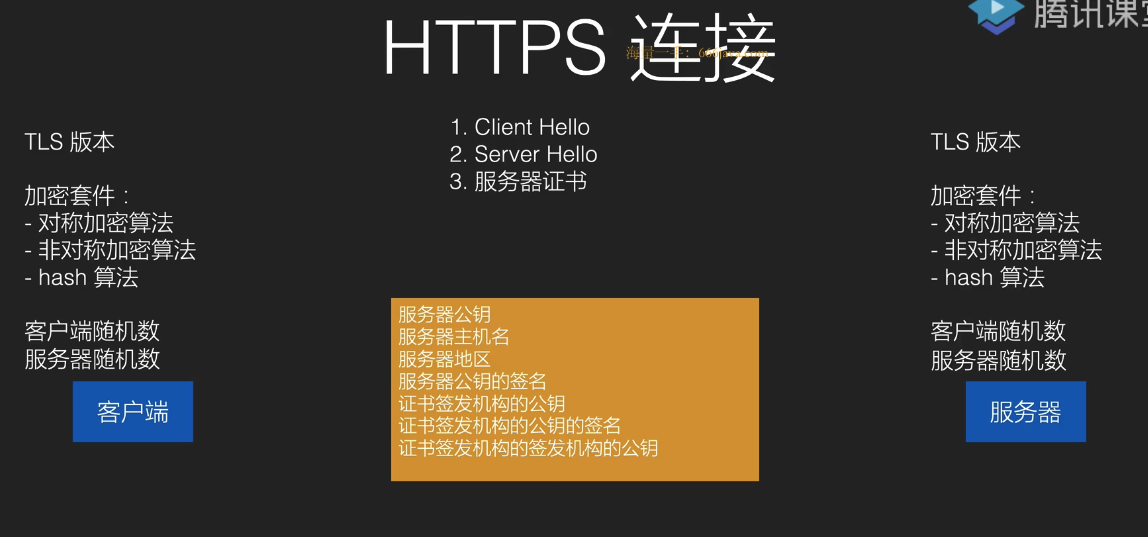 腾讯课堂
HTTPS 连接
TLS 版本
加密套件：
- 对称加密算法
- 非对称加密算法
- hash 算法
客户端随机数
服务器随机数
客户端
1. Client Hello
2. Server Hello
3. 服务器证书
服务器公钥
服务器主机名
服务器地区
服务器公钥的签名
证书签发机构的公钥
证书签发机构的公钥的签名
证书签发机构的签发机构的公钥
TLS 版本
加密套件：
- 对称加密算法
- 非对称加密算法
- hash 算法
客户端随机数
服务器随机数
服务器